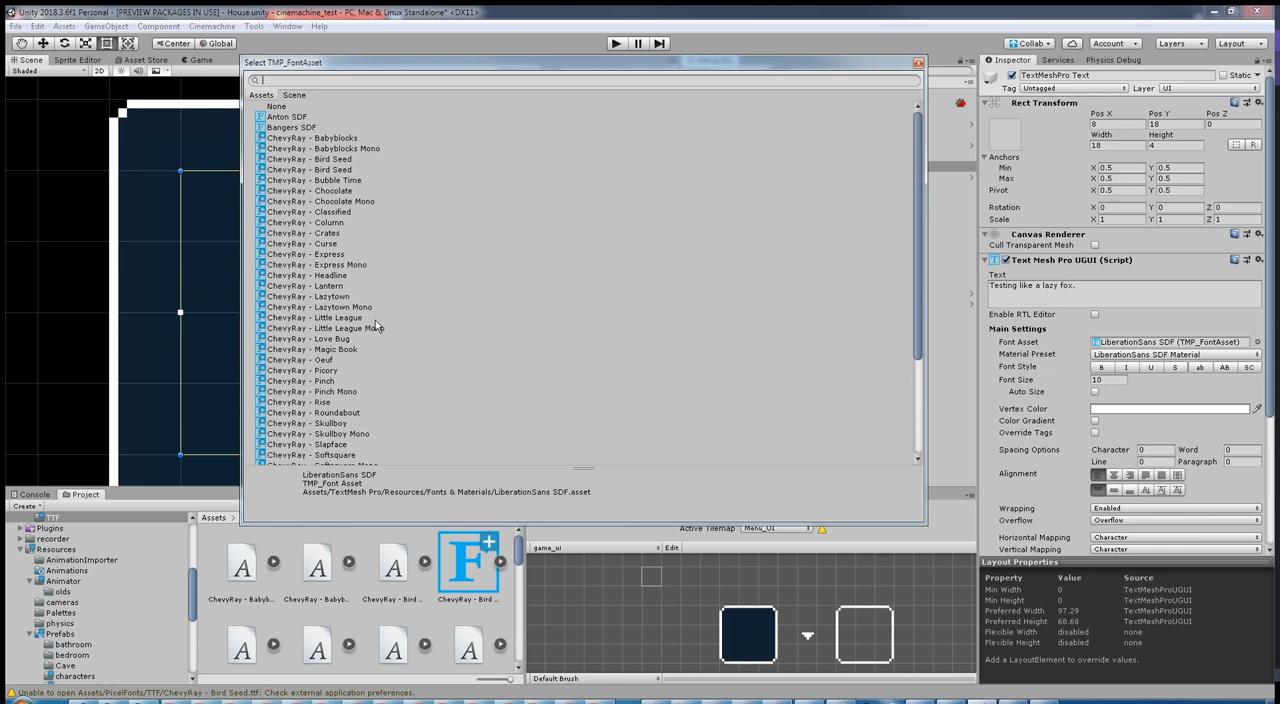 Unity 2018.3.6f1 Personal - [PREVIEW PACKAGES IN USE] - House.unity - cinemachine_test - PC, Mac & Linux Standalone* <DX11>
File Edit Assets GameObject Component Cinemachine Tools Window Help
Center Global Collab Account Layers Layout
Scene Sprite Editor Asset Store Game
Shaded 2D
Select TMP_FontAsset
Assets Scene
None
Anton SDF
Bangers SDF
ChevyRay - Babyblocks
ChevyRay - Babyblocks Mono
ChevyRay - Bird Seed
ChevyRay - Bird Seed
ChevyRay - Bubble Time
ChevyRay - Chocolate
ChevyRay - Chocolate Mono
ChevyRay - Classified
ChevyRay - Column
ChevyRay - Crates
ChevyRay - Curse
ChevyRay - Express
ChevyRay - Express Mono
ChevyRay - Headline
ChevyRay - Lantern
ChevyRay - Lazytown
ChevyRay - Lazytown Mono
ChevyRay - Little League
ChevyRay - Little League Mono
ChevyRay - Love Bug
ChevyRay - Magic Book
ChevyRay - Oeuf
ChevyRay - Picory
ChevyRay - Pinch
ChevyRay - Pinch Mono
ChevyRay - Rise
ChevyRay - Roundabout
ChevyRay - Skullboy
ChevyRay - Skullboy Mono
ChevyRay - Slapface
ChevyRay - Softsquare
LiberationSans SDF
TMP_Font Asset
Assets/TextMesh Pro/Resources/Fonts & Materials/LiberationSans SDF.asset
Inspector Services Physics Debug
TextMeshPro Text Static
Tag Untagged Layer UI
Rect Transform
Pos X Pos Y Pos Z
8 18 0
Width Height
18 4
R
Anchors
Min X 0.5 Y 0.5
Max X 0.5 Y 0.5
Pivot X 0.5 Y 0.5
Rotation X 0 Y 0 Z 0
Scale X 1 Y 1 Z 1
Canvas Renderer
Cull Transparent Mesh
Text Mesh Pro UGUI (Script)
Text
Testing like a lazy fox.
Enable RTL Editor
Main Settings
Font Asset LiberationSans SDF (TMP_FontAsset)
Material Preset LiberationSans SDF Material
Font Style B I U S ab AB SC
Font Size 10
Auto Size
Vertex Color
Color Gradient
Override Tags
Spacing Options Character 0 Word 0
Line 0 Paragraph 0
Alignment
Wrapping Enabled
Overflow Overflow
Horizontal Mapping Character
Vertical Mapping Character
Layout Properties
Property Value Source
Min Width 0 TextMeshProUGUI
Min Height 0 TextMeshProUGUI
Preferred Width 97.29 TextMeshProUGUI
Preferred Height 68.68 TextMeshProUGUI
Flexible Width disabled none
Flexible Height disabled none
Add a LayoutElement to override values.
Console Project
Create
TTF
Plugins
recorder
Resources
AnimationImporter
Animations
Animator
olds
cameras
Palettes
physics
Prefabs
bathroom
bedroom
Cave
characters
Assets
A A A F
ChevyRay - Babyb... ChevyRay - Babyb... ChevyRay - Bird ... ChevyRay - Bird ...
A A A A
Active Tilemap Menu_UI
game_ui Edit
Default Brush
Unable to open Assets/PixelFonts/TTF/ChevyRay - Bird Seed.ttf: Check external application preferences.